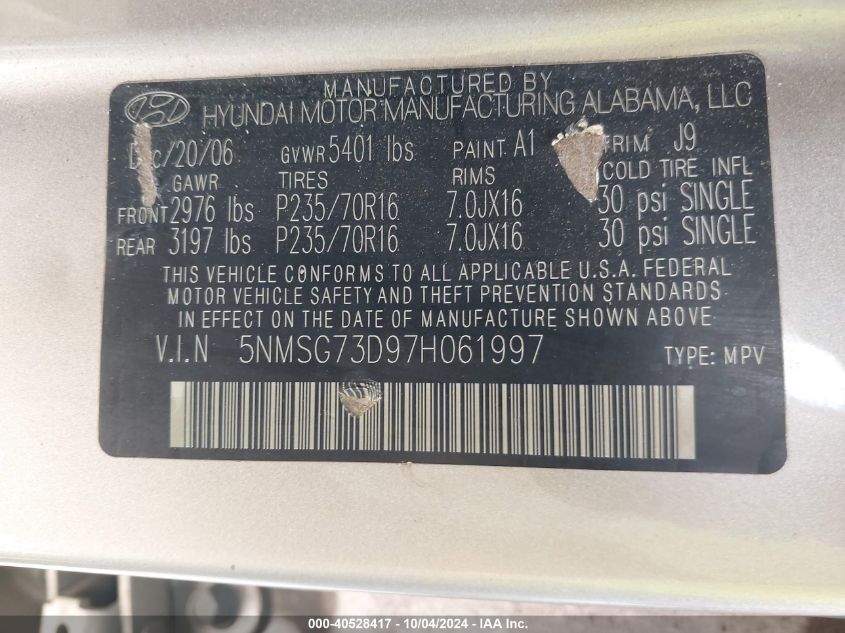 MANUFACTURED BY
HYUNDAI MOTOR MANUFACTURING ALABAMA, LLC
/20/06 GVWR 5401 lbs PAINT A1 TRIM J9
GAWR TIRES RIMS COLD TIRE INFL
FRONT 2976 lbs P235/70R16 7.0JX16 30 psi SINGLE
REAR 3197 lbs P235/70R16 7.0JX16 30 psi SINGLE
THIS VEHICLE CONFORMS TO ALL APPLICABLE U.S.A. FEDERAL
MOTOR VEHICLE SAFETY AND THEFT PREVENTION STANDARDS
IN EFFECT ON THE DATE OF MANUFACTURE SHOWN ABOVE
V.I.N 5NMSG73D97H061997 TYPE: MPV
000-40528417 - 10/04/2024 - IAA Inc.